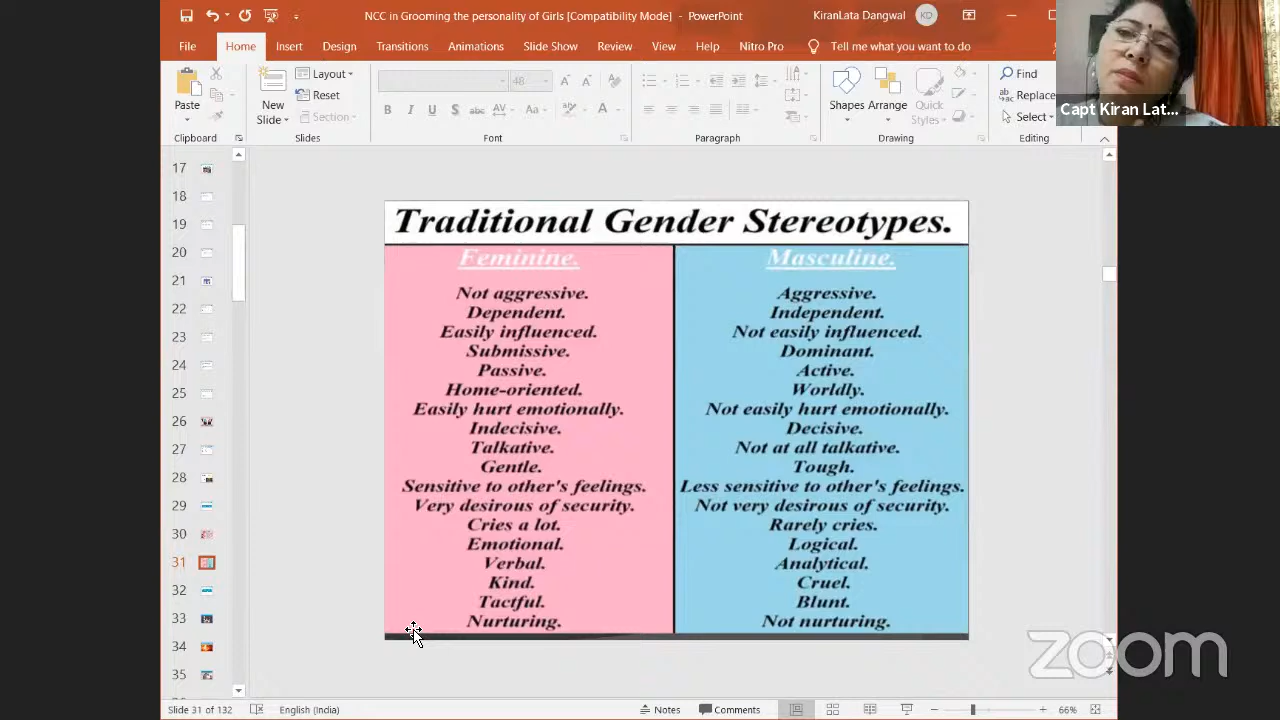 NCC in Grooming the personality of Girls [Compatibility Mode] - PowerPoint
KiranLata Dangwal
KD
File Home Insert Design Transitions Animations Slide Show Review View Help Nitro Pro Tell me what you want to do
Paste
Clipboard
New
Slide
Layout
Reset
Section
Slides
48
B I U S abc AV Aa A
Font
Paragraph
Shapes
Arrange
Quick
Styles
Drawing
Find
Replace
Select
Editing
Capt Kiran Lat...
17
18
19
20
21
22
23
24
25
26
27
28
29
30
31
32
33
34
35
Traditional Gender Stereotypes.
Feminine.
Not aggressive.
Dependent.
Easily influenced.
Submissive.
Passive.
Home-oriented.
Easily hurt emotionally.
Indecisive.
Talkative.
Gentle.
Sensitive to other's feelings.
Very desirous of security.
Cries a lot.
Emotional.
Verbal.
Kind.
Tactful.
Nurturing.
Masculine.
Aggressive.
Independent.
Not easily influenced.
Dominant.
Active.
Worldly.
Not easily hurt emotionally.
Decisive.
Not at all talkative.
Tough.
Less sensitive to other's feelings.
Not very desirous of security.
Rarely cries.
Logical.
Analytical.
Cruel.
Blunt.
Not nurturing.
zoom
Slide 31 of 132
English (India)
Notes
Comments
66%